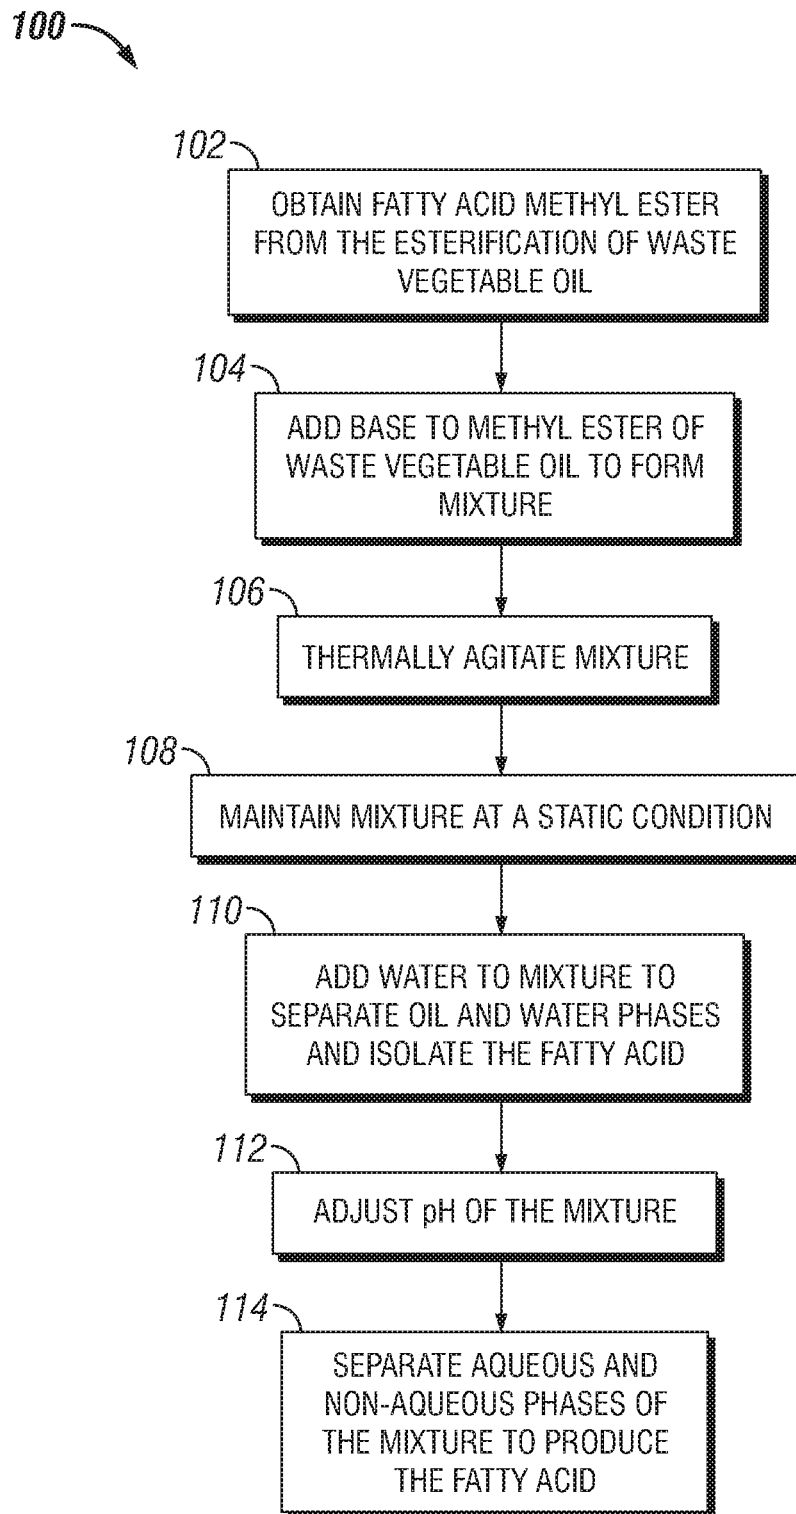 100
102
OBTAIN FATTY ACID METHYL ESTER
FROM THE ESTERIFICATION OF WASTE
VEGETABLE OIL
104
ADD BASE TO METHYL ESTER OF
WASTE VEGETABLE OIL TO FORM
MIXTURE
106
THERMALLY AGITATE MIXTURE
108
MAINTAIN MIXTURE AT A STATIC CONDITION
110
ADD WATER TO MIXTURE TO
SEPARATE OIL AND WATER PHASES
AND ISOLATE THE FATTY ACID
112
ADJUST pH OF THE MIXTURE
114
SEPARATE AQUEOUS AND
NON-AQUEOUS PHASES OF
THE MIXTURE TO PRODUCE
THE FATTY ACID